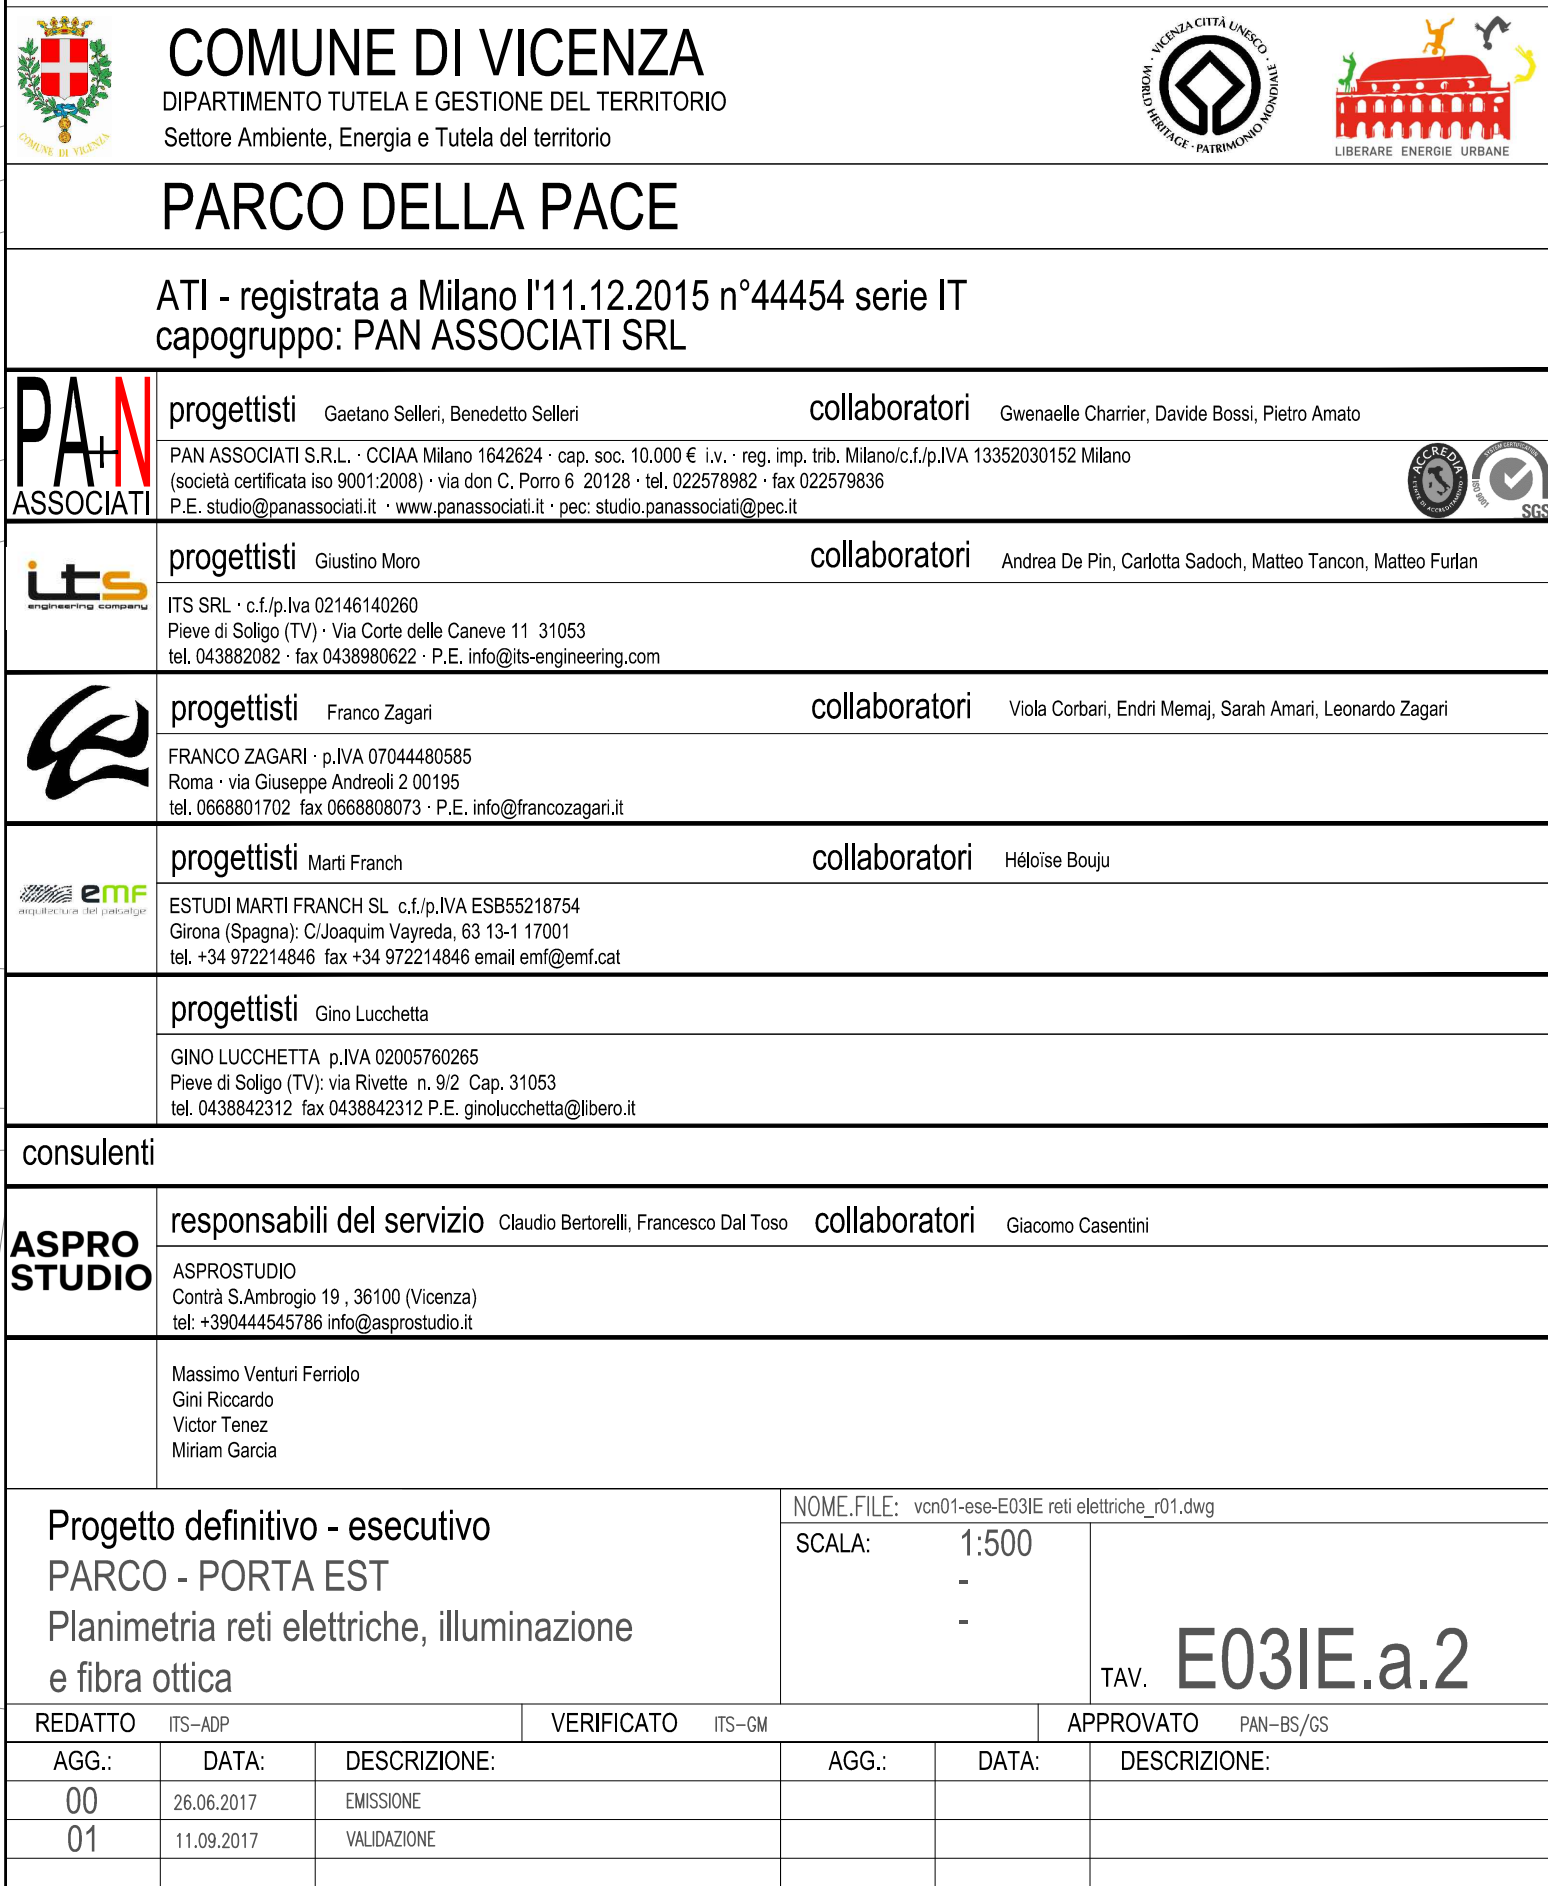 COMUNE DI VICENZA
DIPARTIMENTO TUTELA E GESTIONE DEL TERRITORIO
Settore Ambiente, Energia e Tutela del territorio
COMUNE DI VICENZA
VICENZA CITTÀ UNESCO
WORLD HERITAGE · PATRIMONIO MONDIALE ·
LIBERARE ENERGIE URBANE
PARCO DELLA PACE
ATI - registrata a Milano l'11.12.2015 n°44454 serie IT
capogruppo: PAN ASSOCIATI SRL
PA+N
ASSOCIATI
progettisti Gaetano Selleri, Benedetto Selleri collaboratori Gwenaelle Charrier, Davide Bossi, Pietro Amato
PAN ASSOCIATI S.R.L. · CCIAA Milano 1642624 · cap. soc. 10.000 € i.v. · reg. imp. trib. Milano/c.f./p.IVA 13352030152 Milano
(società certificata iso 9001:2008) · via don C. Porro 6 20128 · tel. 022578982 · fax 022579836
P.E. studio@panassociati.it · www.panassociati.it · pec: studio.panassociati@pec.it
ACCREDIA
L'ENTE DI ACCREDITAMENTO
SYSTEM CERTIFICATION
ISO 9001
SGS
its
engineering company
progettisti Giustino Moro collaboratori Andrea De Pin, Carlotta Sadoch, Matteo Tancon, Matteo Furlan
ITS SRL · c.f./p.Iva 02146140260
Pieve di Soligo (TV) · Via Corte delle Caneve 11 31053
tel. 043882082 · fax 0438980622 · P.E. info@its-engineering.com
progettisti Franco Zagari collaboratori Viola Corbari, Endri Memaj, Sarah Amari, Leonardo Zagari
FRANCO ZAGARI · p.IVA 07044480585
Roma · via Giuseppe Andreoli 2 00195
tel. 0668801702 fax 0668808073 · P.E. info@francozagari.it
emf
arquitectura del paisatge
progettisti Marti Franch collaboratori Héloïse Bouju
ESTUDI MARTI FRANCH SL c.f./p.IVA ESB55218754
Girona (Spagna): C/Joaquim Vayreda, 63 13-1 17001
tel. +34 972214846 fax +34 972214846 email emf@emf.cat
progettisti Gino Lucchetta
GINO LUCCHETTA p.IVA 02005760265
Pieve di Soligo (TV): via Rivette n. 9/2 Cap. 31053
tel. 0438842312 fax 0438842312 P.E. ginolucchetta@libero.it
consulenti
ASPRO
STUDIO
responsabili del servizio Claudio Bertorelli, Francesco Dal Toso collaboratori Giacomo Casentini
ASPROSTUDIO
Contrà S.Ambrogio 19 , 36100 (Vicenza)
tel: +390444545786 info@asprostudio.it
Massimo Venturi Ferriolo
Gini Riccardo
Victor Tenez
Miriam Garcia
Progetto definitivo - esecutivo
PARCO - PORTA EST
Planimetria reti elettriche, illuminazione
e fibra ottica
NOME.FILE: vcn01-ese-E03IE reti elettriche_r01.dwg
SCALA: 1:500
-
-
TAV. E03IE.a.2
REDATTO ITS-ADP VERIFICATO ITS-GM APPROVATO PAN-BS/GS
AGG.: DATA: DESCRIZIONE: AGG.: DATA: DESCRIZIONE:
00 26.06.2017 EMISSIONE
01 11.09.2017 VALIDAZIONE